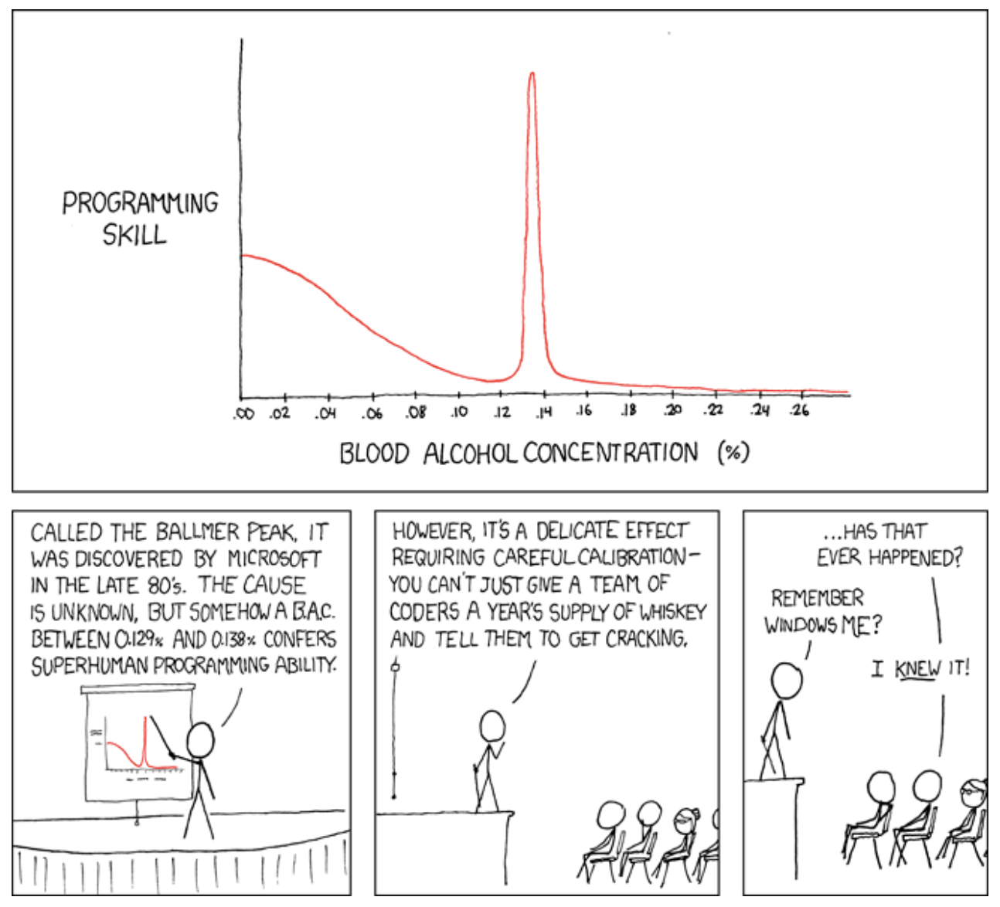 PROGRAMMING
SKILL
.00 .02 .04 .06 .08 .10 .12 .14 .16 .18 .20 .22 .24 .26
BLOOD ALCOHOL CONCENTRATION (%)
CALLED THE BALLMER PEAK, IT
WAS DISCOVERED BY MICROSOFT
IN THE LATE 80's. THE CAUSE
IS UNKNOWN, BUT SOMEHOW A B.A.C.
BETWEEN 0.129% AND 0.138% CONFERS
SUPERHUMAN PROGRAMMING ABILITY.
HOWEVER, IT'S A DELICATE EFFECT
REQUIRING CAREFUL CALIBRATION—
YOU CAN'T JUST GIVE A TEAM OF
CODERS A YEAR'S SUPPLY OF WHISKEY
AND TELL THEM TO GET CRACKING.
...HAS THAT
EVER HAPPENED?
REMEMBER
WINDOWS ME?
I KNEW IT!